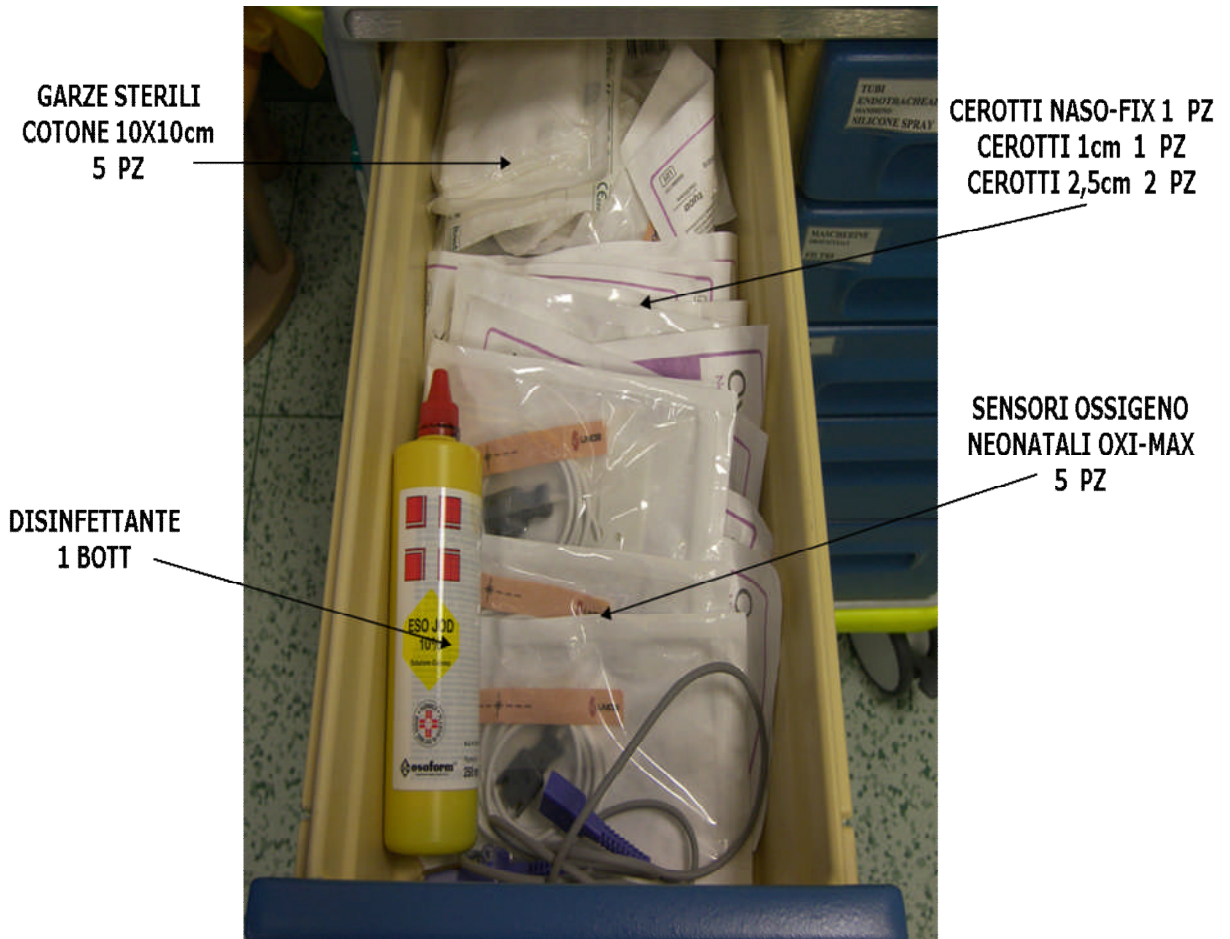 GARZE STERILI
COTONE 10X10cm
5 PZ
CEROTTI NASO-FIX 1 PZ
CEROTTI 1cm 1 PZ
CEROTTI 2,5cm 2 PZ
SENSORI OSSIGENO
NEONATALI OXI-MAX
5 PZ
DISINFETTANTE
1 BOTT
TUBI
ENDOTRACHEALI
MANDRINO
SILICONE SPRAY
MASCHERINE
ESO JOD
10%
esoform
250 m